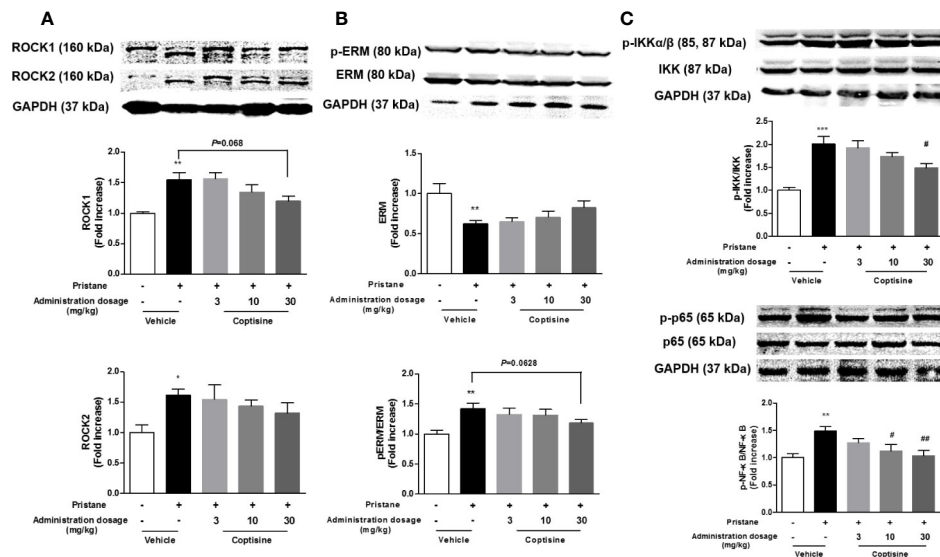 A
ROCK1 (160 kDa)
ROCK2 (160 kDa)
GAPDH (37 kDa)
P=0.068
**
2.0
1.5
1.0
0.5
0.0
ROCK1
(Fold Increase)
Pristane - + + + +
Administration dosage - - 3 10 30
(mg/kg)
Vehicle Coptisine
*
2.0
1.5
1.0
0.5
0.0
ROCK2
(Fold Increase)
Pristane - + + + +
Administration dosage - - 3 10 30
(mg/kg)
Vehicle Coptisine
B
p-ERM (80 kDa)
ERM (80 kDa)
GAPDH (37 kDa)
**
1.5
1.0
0.5
0.0
ERM
(Fold Increase)
Pristane - + + + +
Administration dosage - - 3 10 30
(mg/kg)
Vehicle Coptisine
P=0.0628
**
2.0
1.5
1.0
0.5
0.0
pERM/ERM
(Fold Increase)
Pristane - + + + +
Administration dosage - - 3 10 30
(mg/kg)
Vehicle Coptisine
C
p-IKKα/β (85, 87 kDa)
IKK (87 kDa)
GAPDH (37 kDa)
*** #
2.5
2.0
1.5
1.0
0.5
0.0
p-IKK/IKK
(Fold Increase)
Pristane - + + + +
Administration dosage - - 3 10 30
(mg/kg)
Vehicle Coptisine
p-p65 (65 kDa)
p65 (65 kDa)
GAPDH (37 kDa)
** # ##
2.0
1.5
1.0
0.5
0.0
p-NF-κ B/NF-κ B
(Fold increase)
Pristane - + + + +
Administration dosage - - 3 10 30
(mg/kg)
Vehicle Coptisine